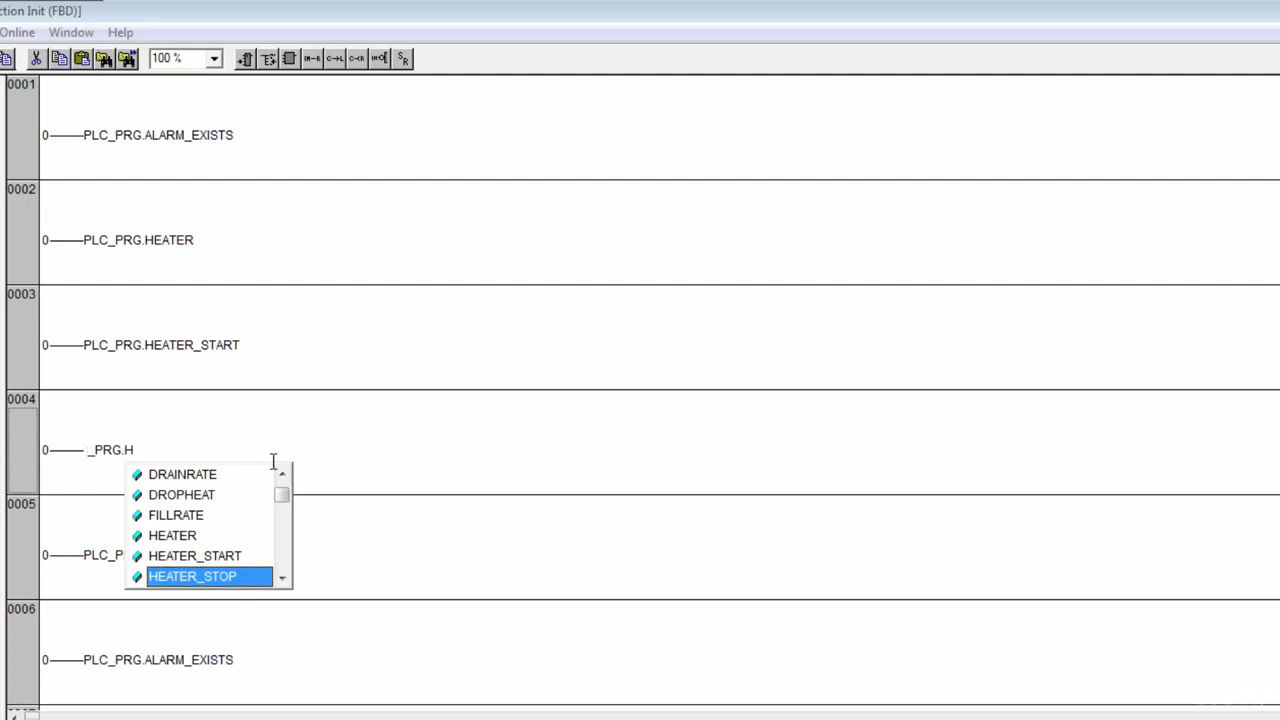 ction Init (FBD)]
Online Window Help
100 %
0001
0 PLC_PRG.ALARM_EXISTS
0002
0 PLC_PRG.HEATER
0003
0 PLC_PRG.HEATER_START
0004
0 _PRG.H
DRAINRATE
DROPHEAT
FILLRATE
HEATER
HEATER_START
HEATER_STOP
0005
0 PLC_P
0006
0 PLC_PRG.ALARM_EXISTS